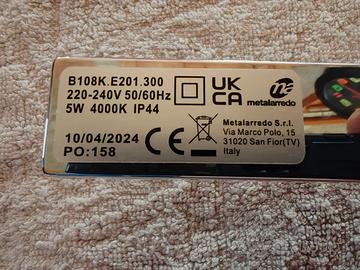 B108K.E201.300
220-240V 50/60Hz
5W 4000K IP44
UK
CA
metalarredo
10/04/2024
PO:158
CE
Metalarredo S.r.l.
Via Marco Polo, 15
31020 San Fior(TV)
Italy